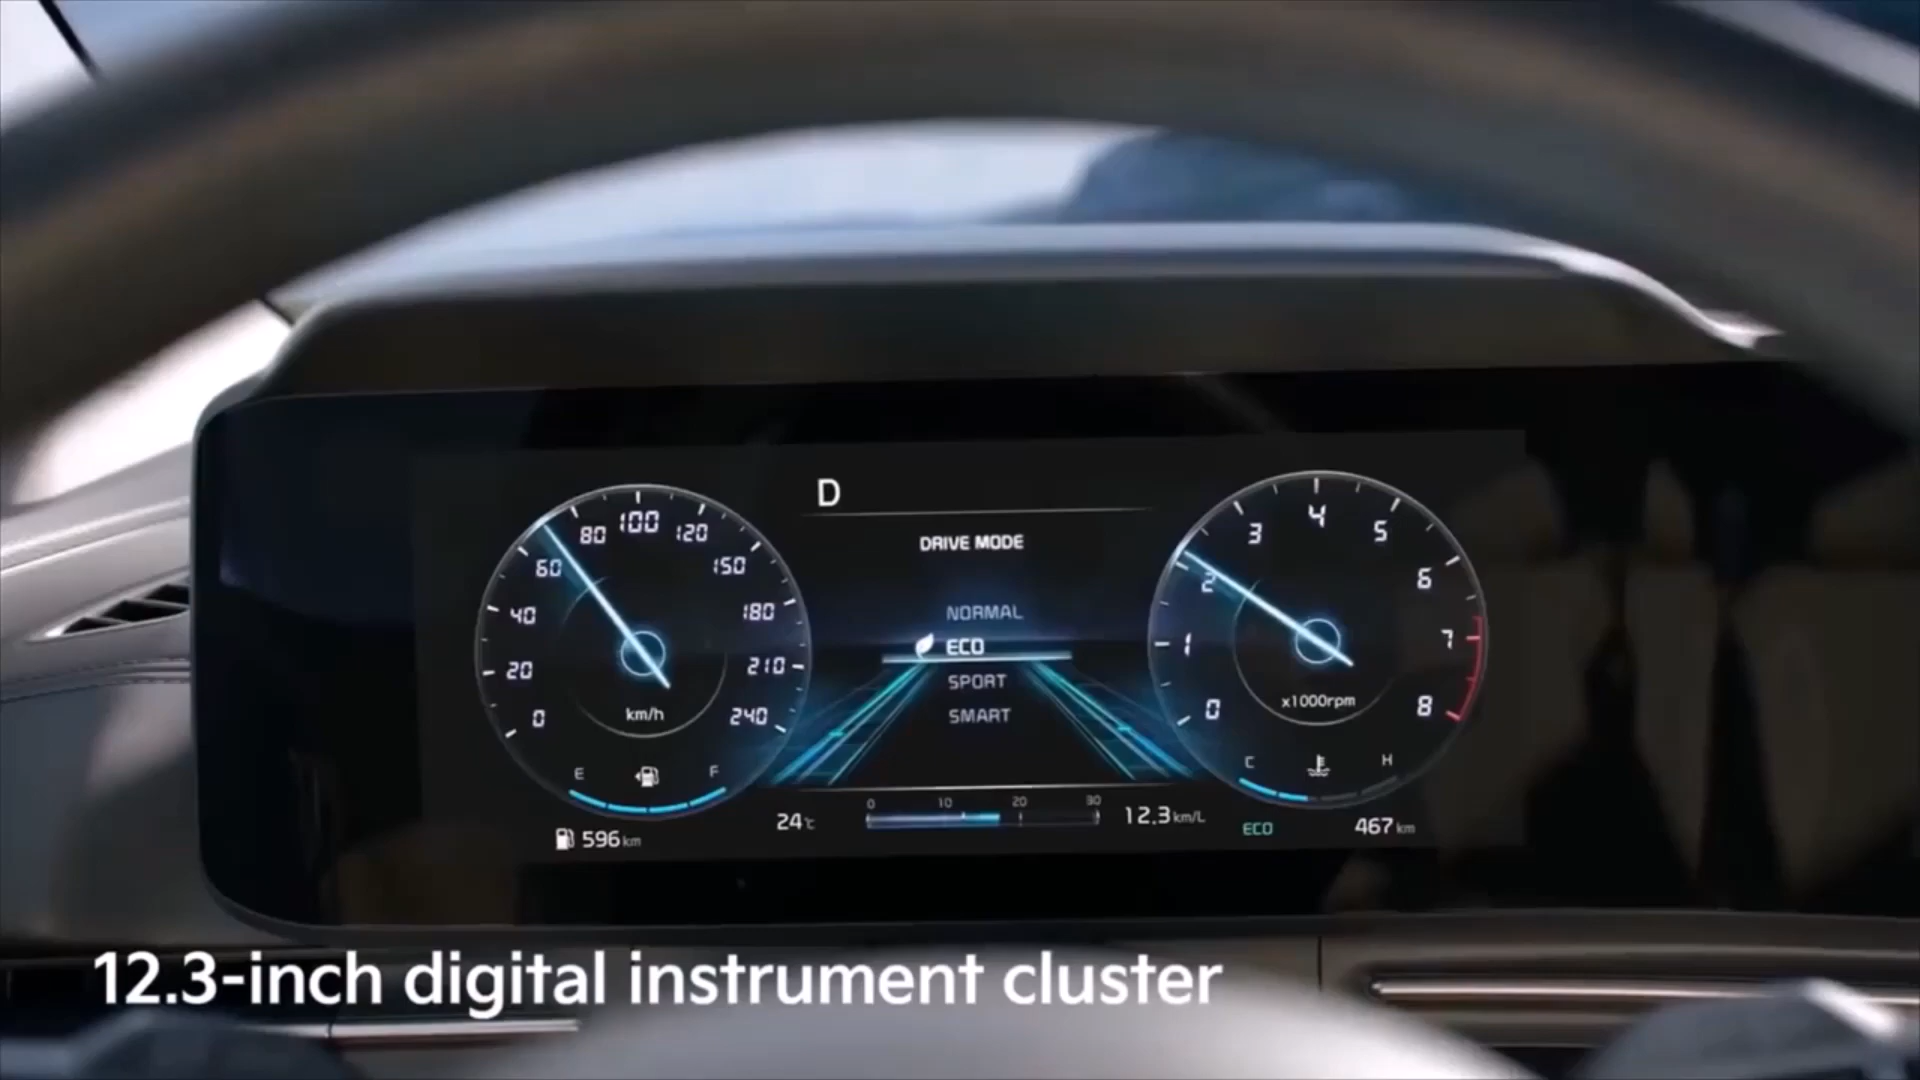 D
DRIVE MODE
NORMAL
ECO
SPORT
SMART
0
20
40
60
80
100
120
150
180
210
240
km/h
E
F
596 km
0
1
2
3
4
5
6
7
8
x1000rpm
C
H
24℃
0 10 20 30
12.3 km/L
ECO
467 km
12.3-inch digital instrument cluster